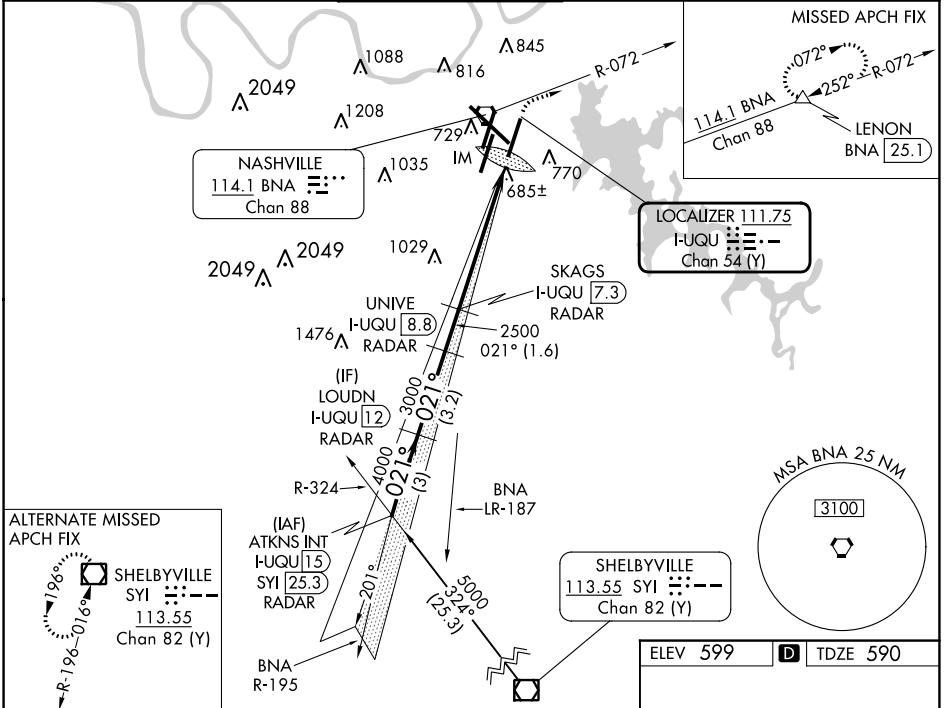 MISSED APCH FIX
072°
252°
R-072
114.1 BNA
Chan 88
LENON
BNA 25.1
1088
816
845
R-072
2049
1208
729
IM
1035
770
685±
NASHVILLE
114.1 BNA
Chan 88
LOCALIZER 111.75
I-UQU
Chan 54 (Y)
2049
2049
1029
SKAGS
I-UQU 7.3
RADAR
UNIVE
I-UQU 8.8
RADAR
2500
021° (1.6)
1476
(IF)
LOUDN
I-UQU 12
RADAR
3000
021°
(3.2)
4000
021°
(3)
R-324
BNA
LR-187
(IAF)
ATKNS INT
I-UQU 15
SYI 25.3
RADAR
201°
BNA
R-195
5000
324°
(25.3)
SHELBYVILLE
113.55 SYI
Chan 82 (Y)
MSA BNA 25 NM
3100
ALTERNATE MISSED
APCH FIX
196°
R-196
016°
SHELBYVILLE
SYI
113.55
Chan 82 (Y)
ELEV 599 D TDZE 590